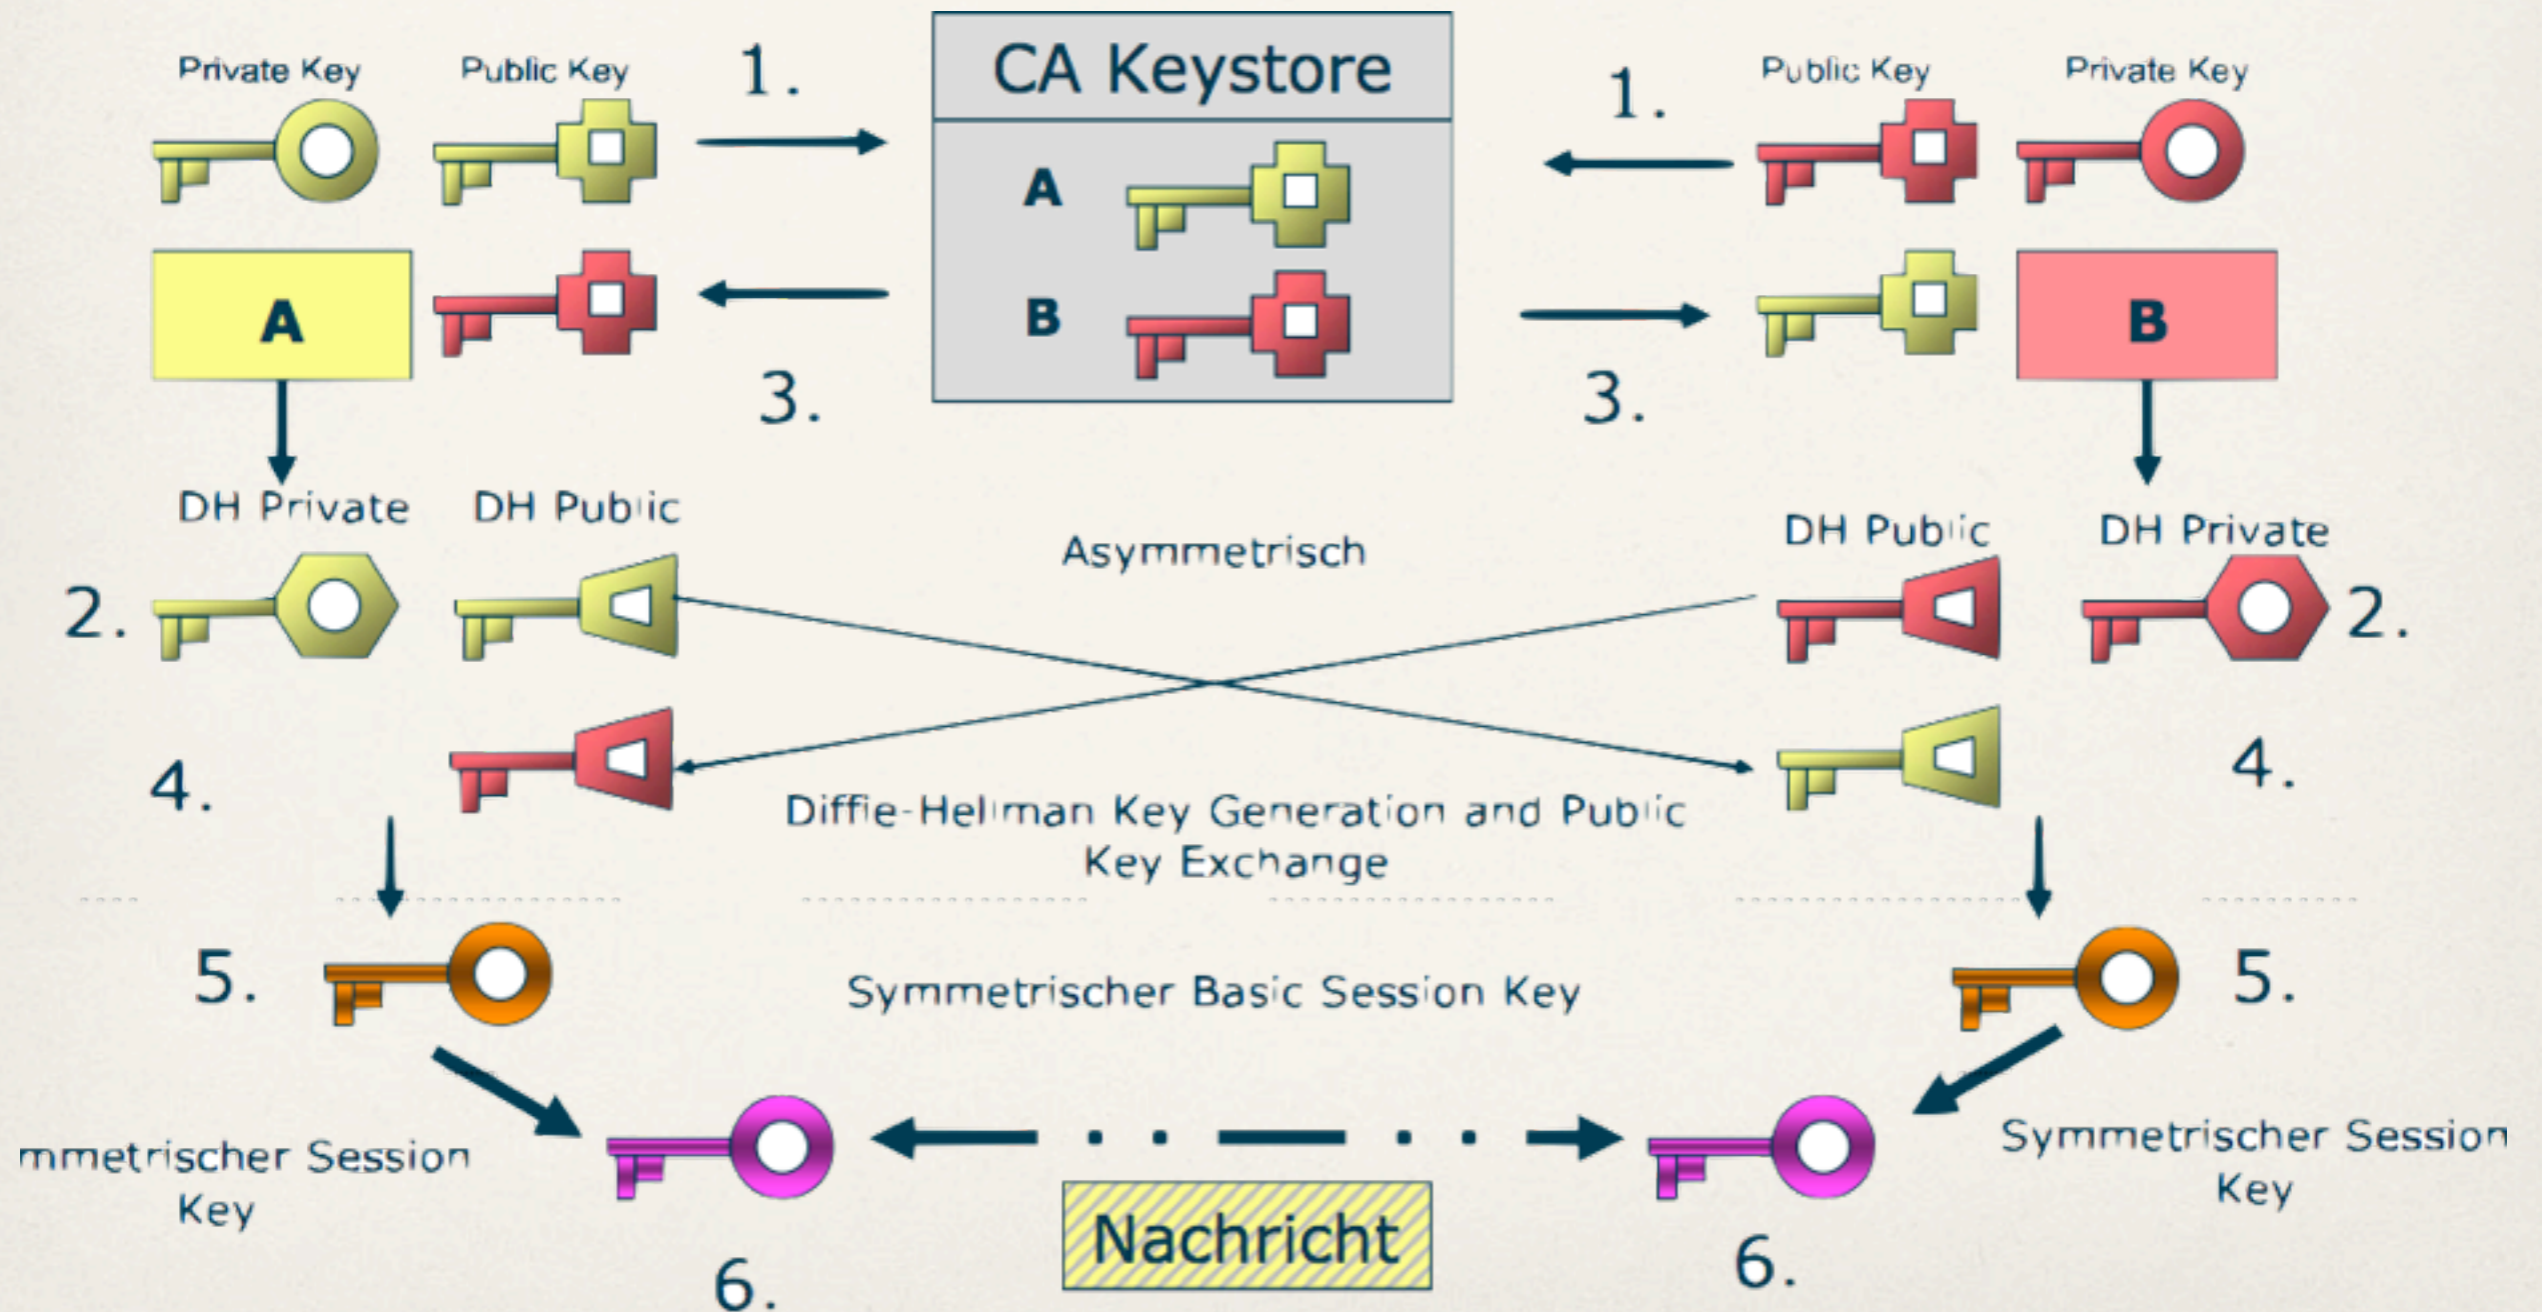 Private Key
Public Key
1.
CA Keystore
1.
Public Key
Private Key
A
A
B
B
3.
3.
DH Private
DH Public
Asymmetrisch
DH Public
DH Private
2.
2.
4.
4.
Diffie-Hellman Key Generation and Public
Key Exchange
5.
Symmetrischer Basic Session Key
5.
mmetrischer Session
Key
Symmetrischer Session
Key
Nachricht
6.
6.